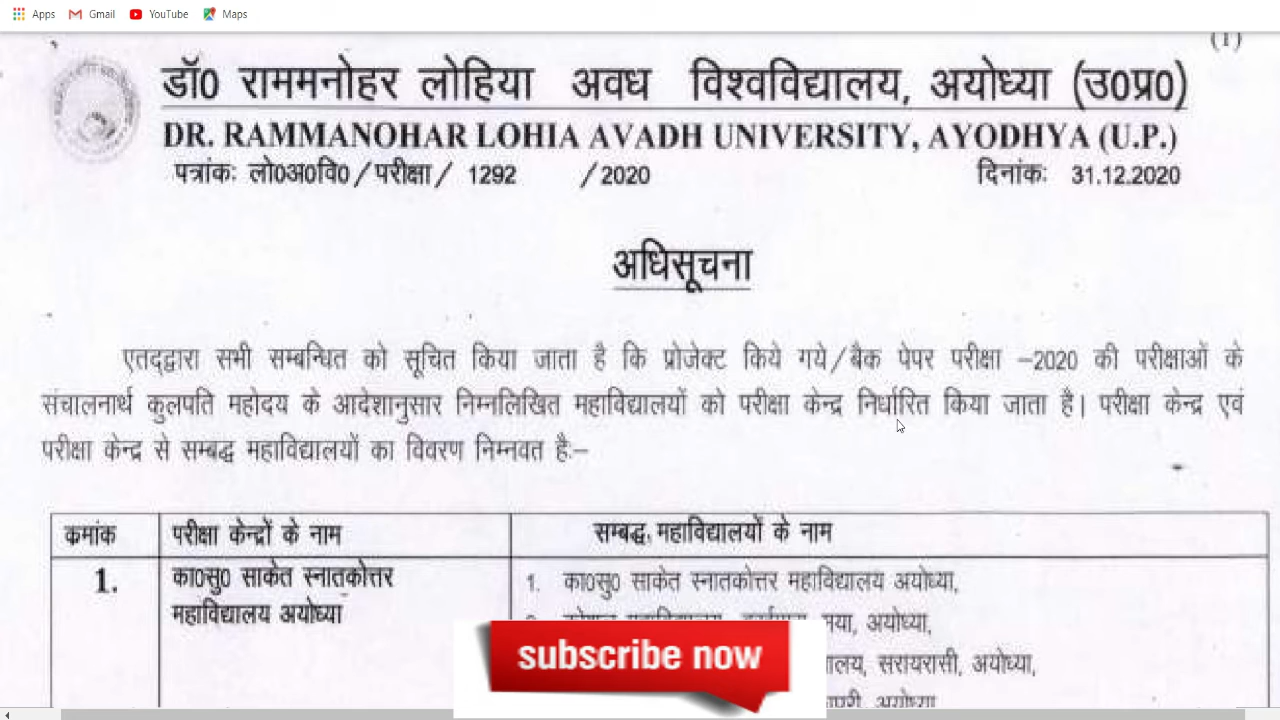 Apps Gmail YouTube Maps
(1)
डॉ0 राममनोहर लोहिया अवध विश्वविद्यालय, अयोध्या (उ0प्र0)
DR. RAMMANOHAR LOHIA AVADH UNIVERSITY, AYODHYA (U.P.)
पत्रांकः लो0अ0वि0/परीक्षा/ 1292 /2020 दिनांकः 31.12.2020
अधिसूचना
एतद्द्वारा सभी सम्बन्धित को सूचित किया जाता है कि प्रोजेक्ट किये गये/बैक पेपर परीक्षा –2020 की परीक्षाओं के
संचालनार्थ कुलपति महोदय के आदेशानुसार निम्नलिखित महाविद्यालयों को परीक्षा केन्द्र निर्धारित किया जाता है। परीक्षा केन्द्र एवं
परीक्षा केन्द्र से सम्बद्ध महाविद्यालयों का विवरण निम्नवत है:–
क्रमांक परीक्षा केन्द्रों के नाम सम्बद्ध महाविद्यालयों के नाम
1. का0सु0 साकेत स्नातकोत्तर 1. का0सु0 साकेत स्नातकोत्तर महाविद्यालय अयोध्या,
महाविद्यालय अयोध्या मया, अयोध्या,
सरायरासी, अयोध्या,
अयोध्या
subscribe now